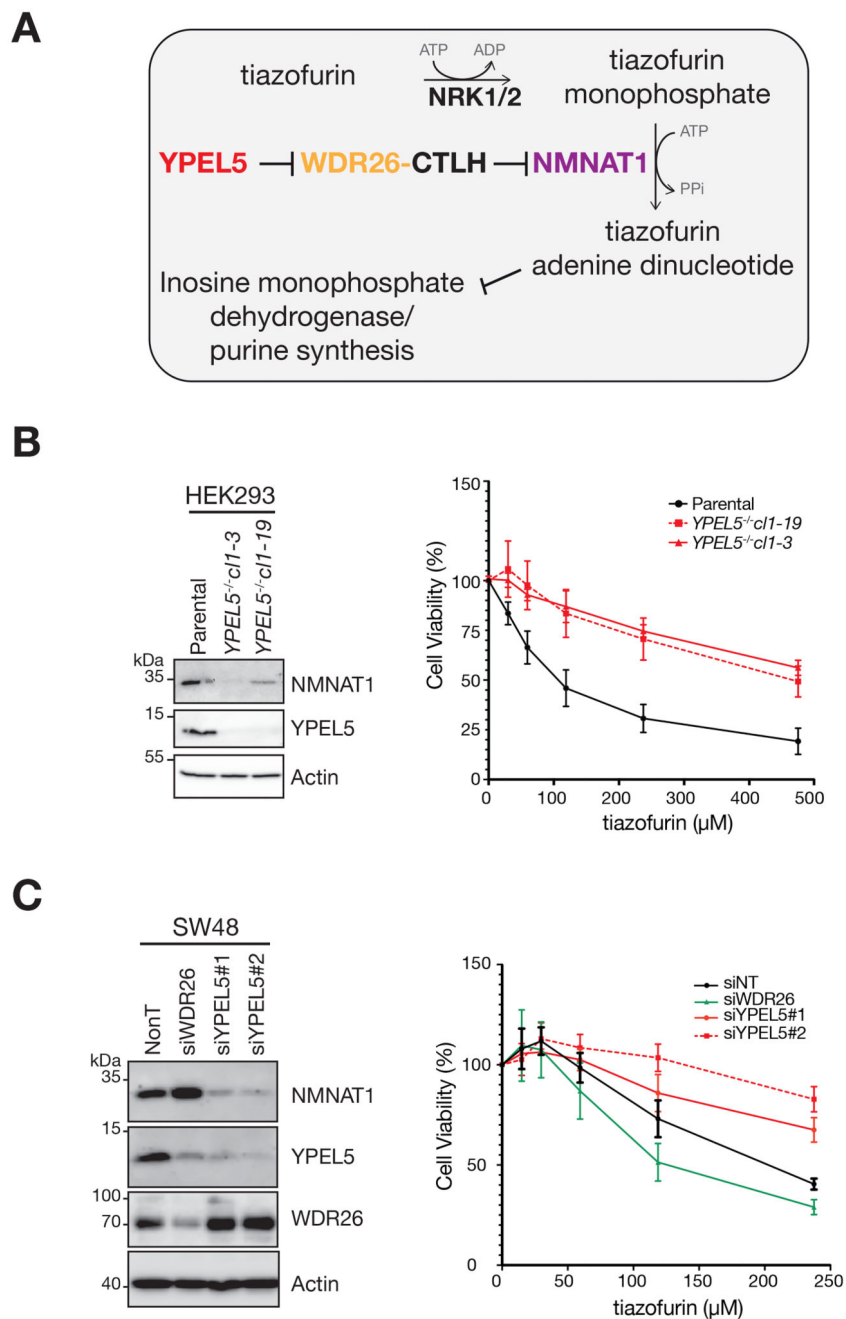 A
tiazofurin
ATP ADP
NRK1/2
tiazofurin
monophosphate
ATP
YPEL5 WDR26-CTLH NMNAT1
PPi
tiazofurin
adenine dinucleotide
Inosine monophosphate
dehydrogenase/
purine synthesis
B
HEK293
Parental
YPEL5-/-cl1-3
YPEL5-/-cl1-19
kDa
35
NMNAT1
15
YPEL5
55
Actin
150
100
75
50
25
0
Cell Viability (%)
Parental
YPEL5-/-cl1-19
YPEL5-/-cl1-3
0 100 200 300 400 500
tiazofurin (µM)
C
SW48
NonT
siWDR26
siYPEL5#1
siYPEL5#2
kDa
35
NMNAT1
15
YPEL5
100
70
WDR26
40
Actin
150
100
50
0
Cell Viability (%)
siNT
siWDR26
siYPEL5#1
siYPEL5#2
0 50 100 150 200 250
tiazofurin (µM)